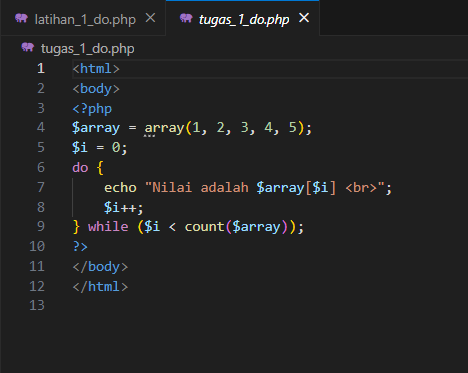 latihan_1_do.php tugas_1_do.php
tugas_1_do.php
1 <html>
2 <body>
3 <?php
4 $array = array(1, 2, 3, 4, 5);
5 $i = 0;
6 do {
7 echo "Nilai adalah $array[$i] <br>";
8 $i++;
9 } while ($i < count($array));
10 ?>
11 </body>
12 </html>
13